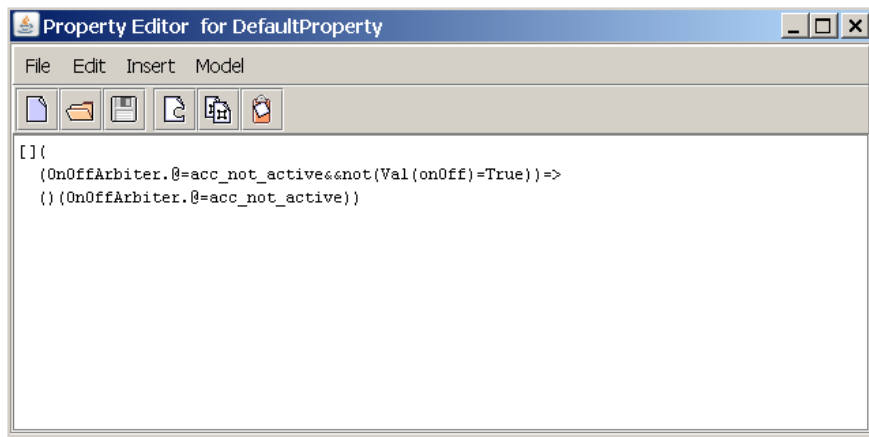 Property Editor for DefaultProperty
File Edit Insert Model
[](
(OnOffArbiter.@=acc_not_active&&not(Val(onOff)=True))=>
()(OnOffArbiter.@=acc_not_active))